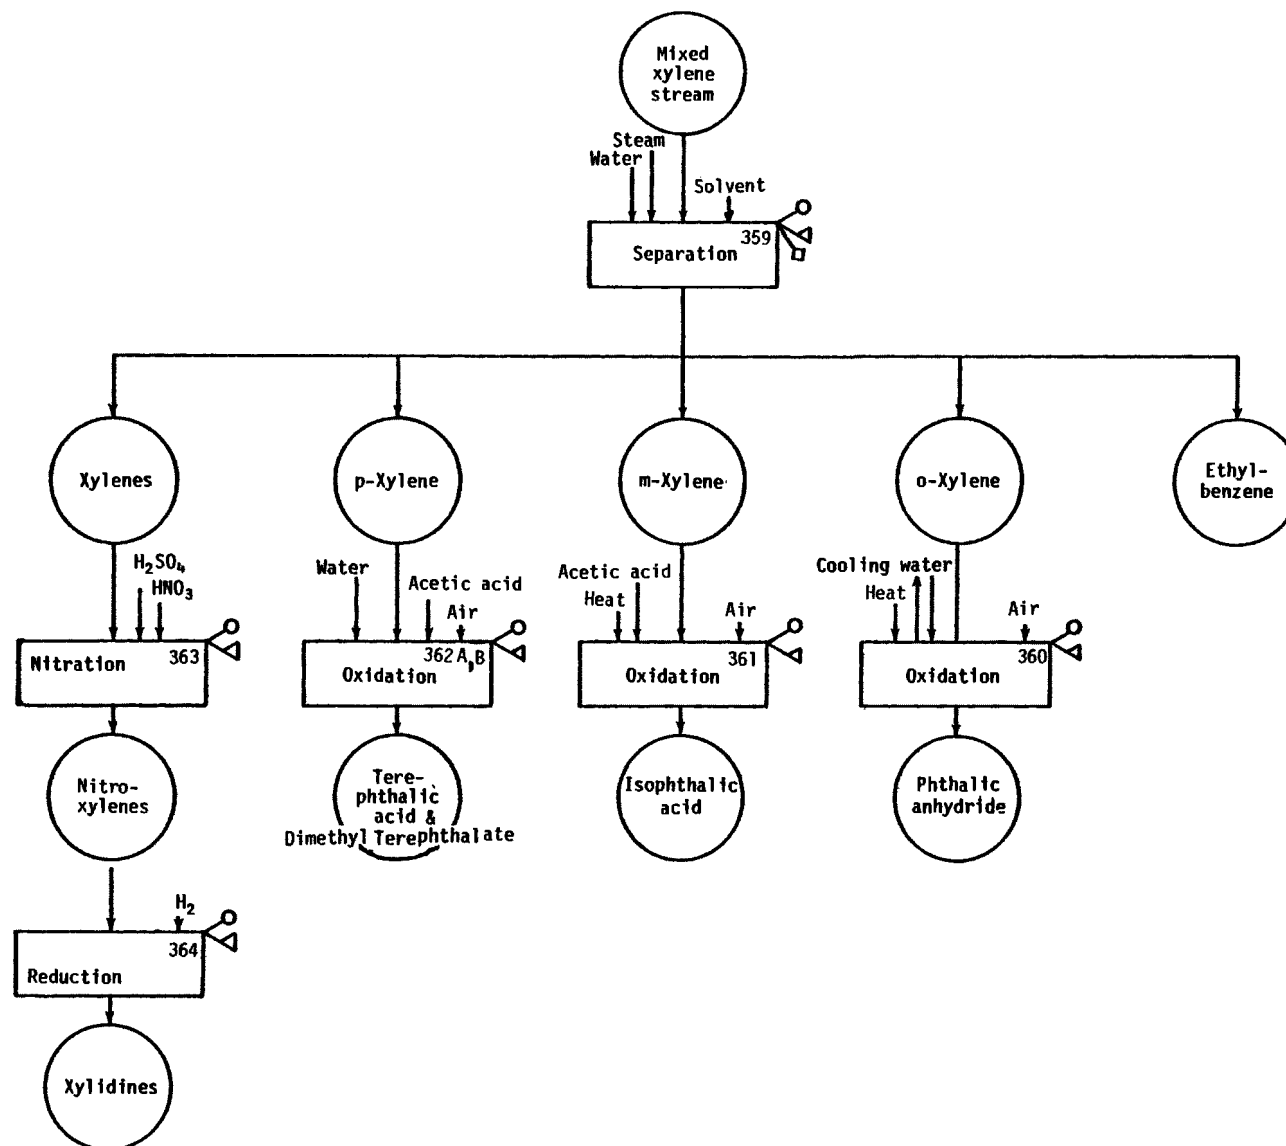 Mixed
xylene
stream
Steam
Water
Solvent
359
Separation
Xylenes
p-Xylene
m-Xylene
o-Xylene
Ethyl-
benzene
H₂SO₄
HNO₃
363
Nitration
Water
Acetic acid
Air
362 A,B
Oxidation
Acetic acid
Heat
Air
361
Oxidation
Cooling water
Heat
Air
360
Oxidation
Nitro-
xylenes
Tere-
phthalic
acid &
Dimethyl Terephthalate
Isophthalic
acid
Phthalic
anhydride
H₂
364
Reduction
Xylidines